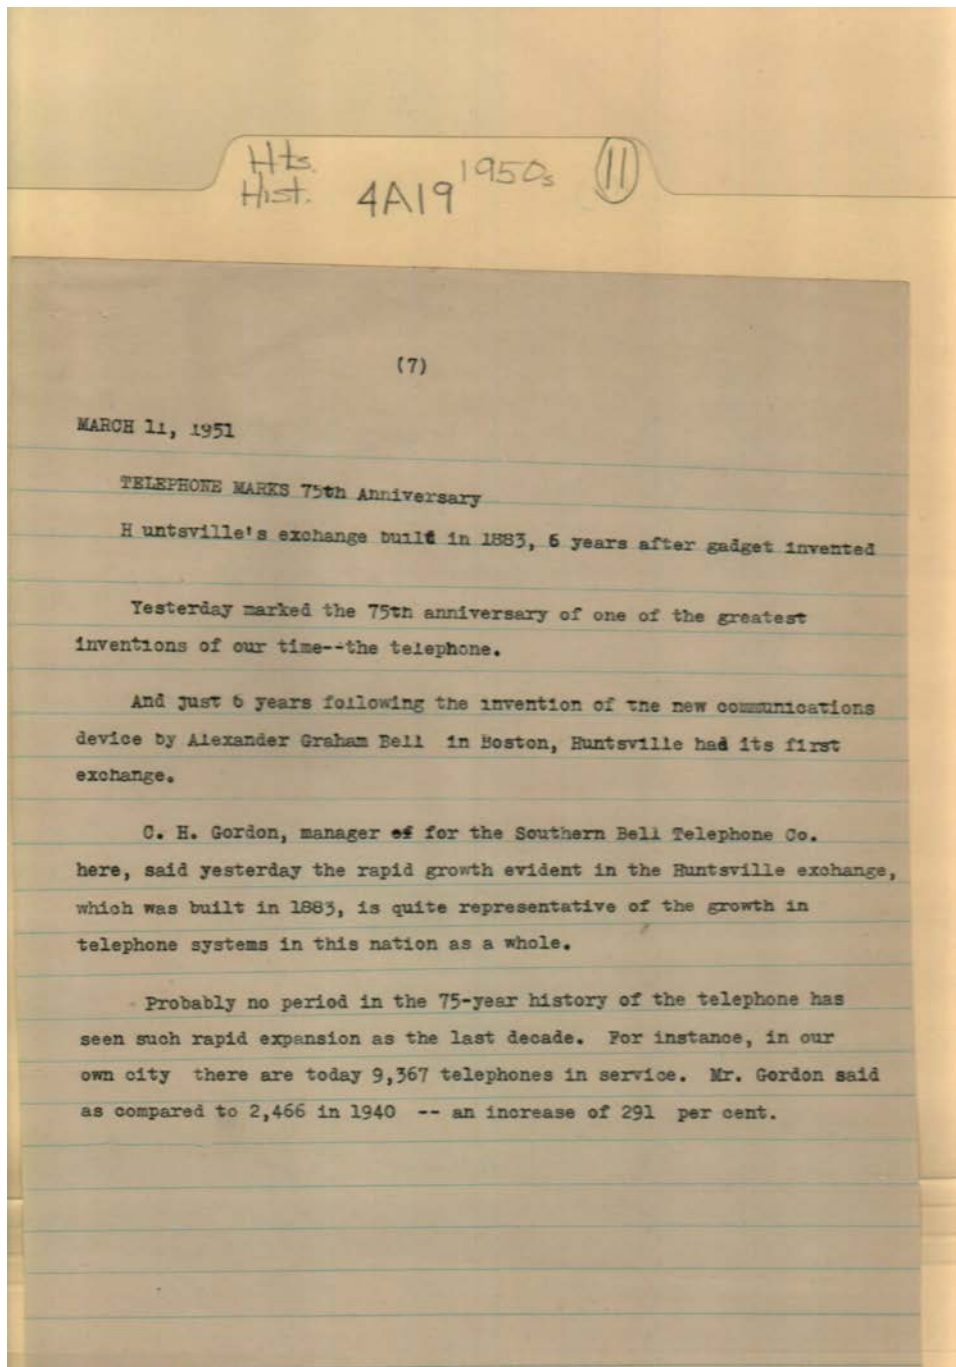 Hts. 1950s 11
Hist. 4A19
(7)
MARCH 11, 1951
TELEPHONE MARKS 75th Anniversary
H untsville's exchange built in 1883, 6 years after gadget invented
Yesterday marked the 75th anniversary of one of the greatest
inventions of our time--the telephone.
And just 6 years following the invention of the new communications
device by Alexander Graham Bell in Boston, Huntsville had its first
exchange.
C. H. Gordon, manager of for the Southern Bell Telephone Co.
here, said yesterday the rapid growth evident in the Huntsville exchange,
which was built in 1883, is quite representative of the growth in
telephone systems in this nation as a whole.
Probably no period in the 75-year history of the telephone has
seen such rapid expansion as the last decade. For instance, in our
own city there are today 9,367 telephones in service. Mr. Gordon said
as compared to 2,466 in 1940 -- an increase of 291 per cent.